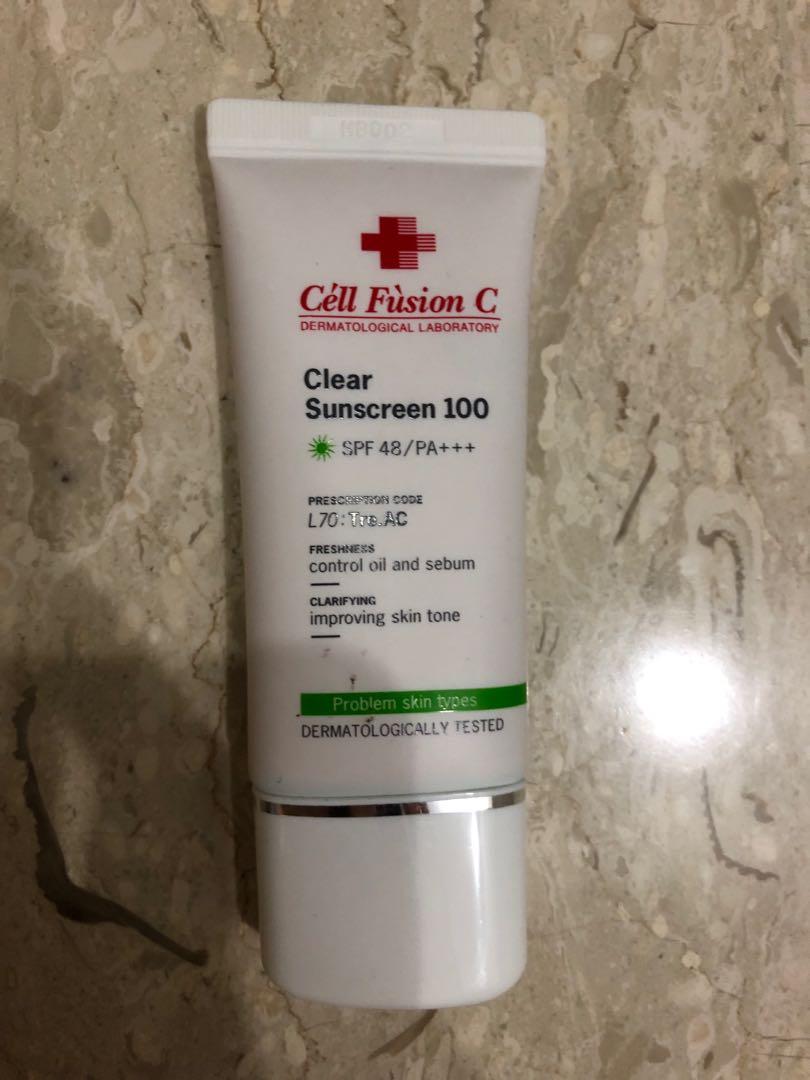 Céll Fùsion C
DERMATOLOGICAL LABORATORY
Clear
Sunscreen 100
SPF 48/PA+++
PRESCRIPTION CODE
L70:Tre.AC
FRESHNESS
control oil and sebum
CLARIFYING
improving skin tone
Problem skin types
DERMATOLOGICALLY TESTED